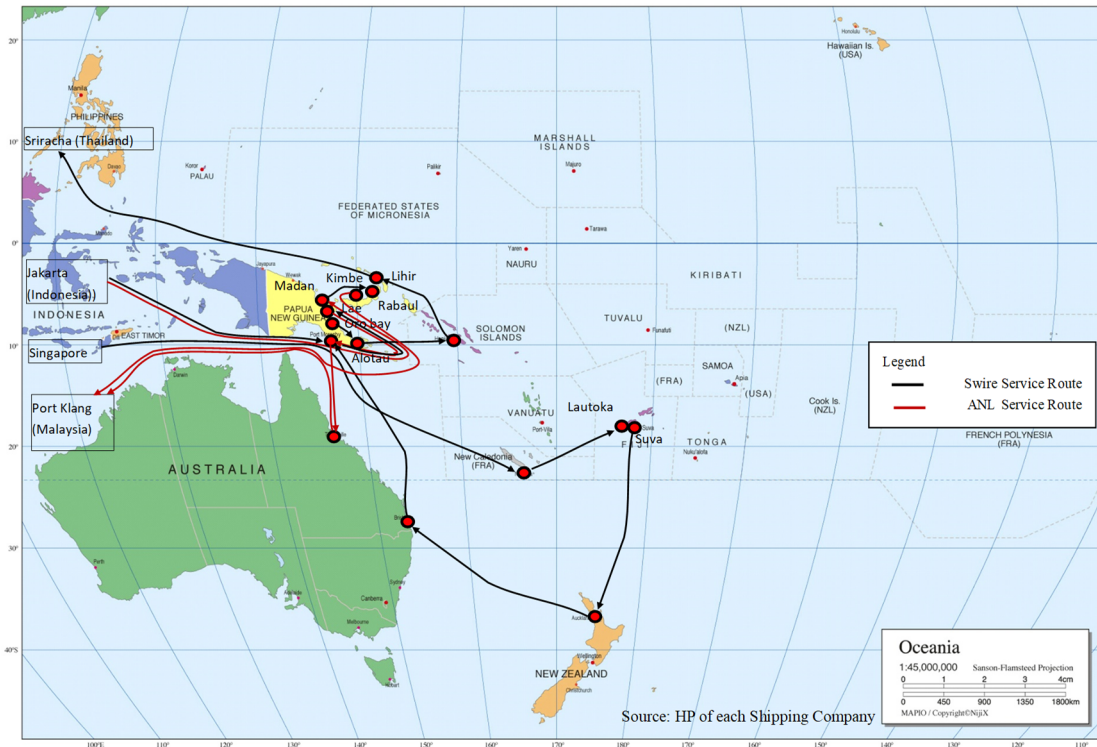 20°
Honolulu
Hawaiian Is.
(USA)
Manila
PHILIPPINES
Sriracha (Thailand)
10°
MARSHALL
ISLANDS
Davao
Koror
PALAU
Palikir
Majuro
FEDERATED STATES
OF MICRONESIA
Manado
Tarawa
0°
Yaren
NAURU
KIRIBATI
Jayapura
Wewak
Kimbe
Lihir
Madan
Jakarta
(Indonesia))
Rabaul
Lae
PAPUA
NEW GUINEA
INDONESIA
Oro bay
TUVALU
Funafuti
(NZL)
EAST TIMOR
Port Moresby
SOLOMON
ISLANDS
10°
Singapore
Alotau
Legend
Swire Service Route
ANL Service Route
Darwin
(FRA)
SAMOA
Apia
(USA)
Cook Is.
(NZL)
Port Klang
(Malaysia)
Lautoka
VANUATU
Port-Vila
Suva
Suva
FIJI
TONGA
Nuku'alofa
FRENCH POLYNESIA
(FRA)
20°
New Caledonia
(FRA)
AUSTRALIA
30°
Perth
Sydney
Adelaide
Canberra
Melbourne
Auckland
40°S
Hobart
Wellington
NEW ZEALAND
Christchurch
Oceania
1:45,000,000 Sanson-Flamsteed Projection
0 1 2 3 4cm
0 450 900 1350 1800km
MAPIO / Copyright©NijiX
Source: HP of each Shipping Company
100°E 110° 120° 130° 140° 150° 160° 170° 180° 170° 160° 150° 140° 130° 120° 110°